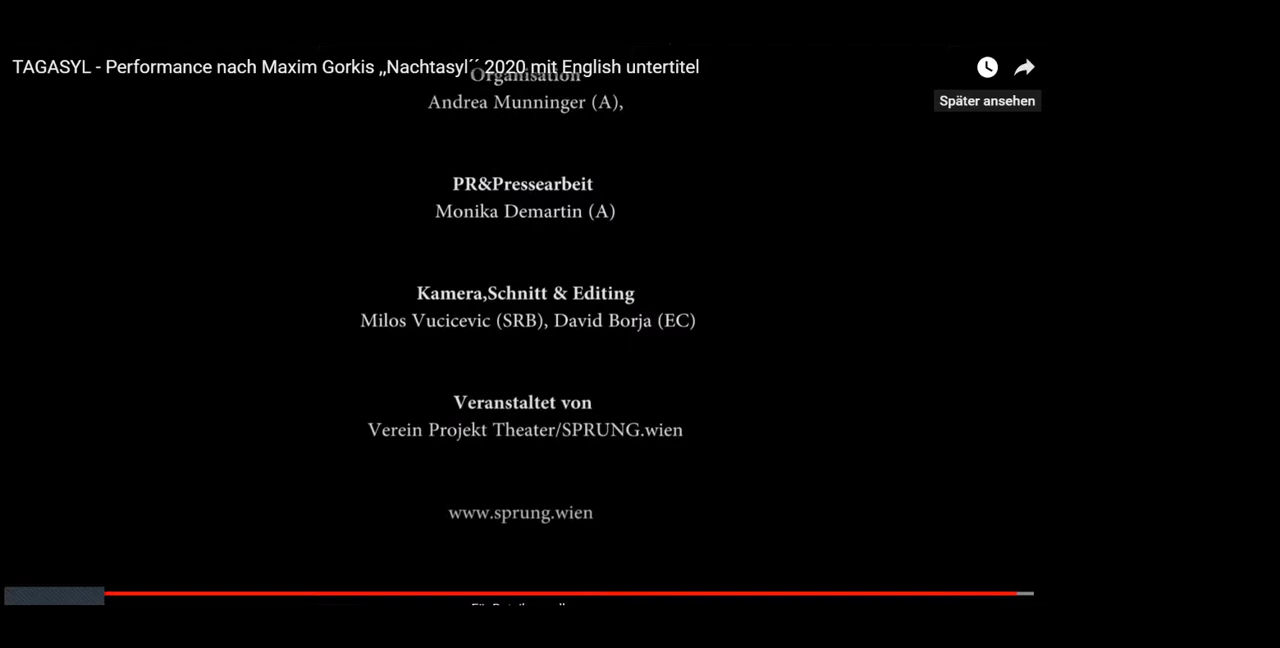 TAGASYL - Performance nach Maxim Gorkis ,,Nachtasyl´´ 2020 mit English untertitel
Organisation
Andrea Munninger (A),
Später ansehen
PR&Pressearbeit
Monika Demartin (A)
Kamera,Schnitt & Editing
Milos Vucicevic (SRB), David Borja (EC)
Veranstaltet von
Verein Projekt Theater/SPRUNG.wien
www.sprung.wien